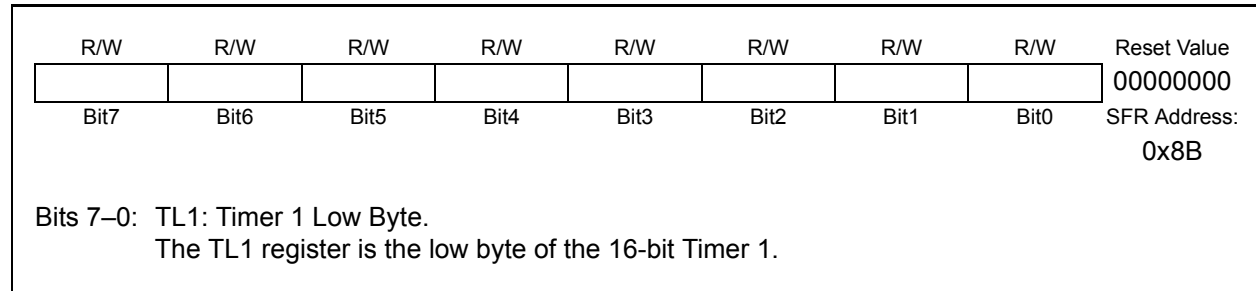 R/W R/W R/W R/W R/W R/W R/W R/W Reset Value
00000000
Bit7 Bit6 Bit5 Bit4 Bit3 Bit2 Bit1 Bit0 SFR Address:
0x8B
Bits 7–0: TL1: Timer 1 Low Byte.
The TL1 register is the low byte of the 16-bit Timer 1.